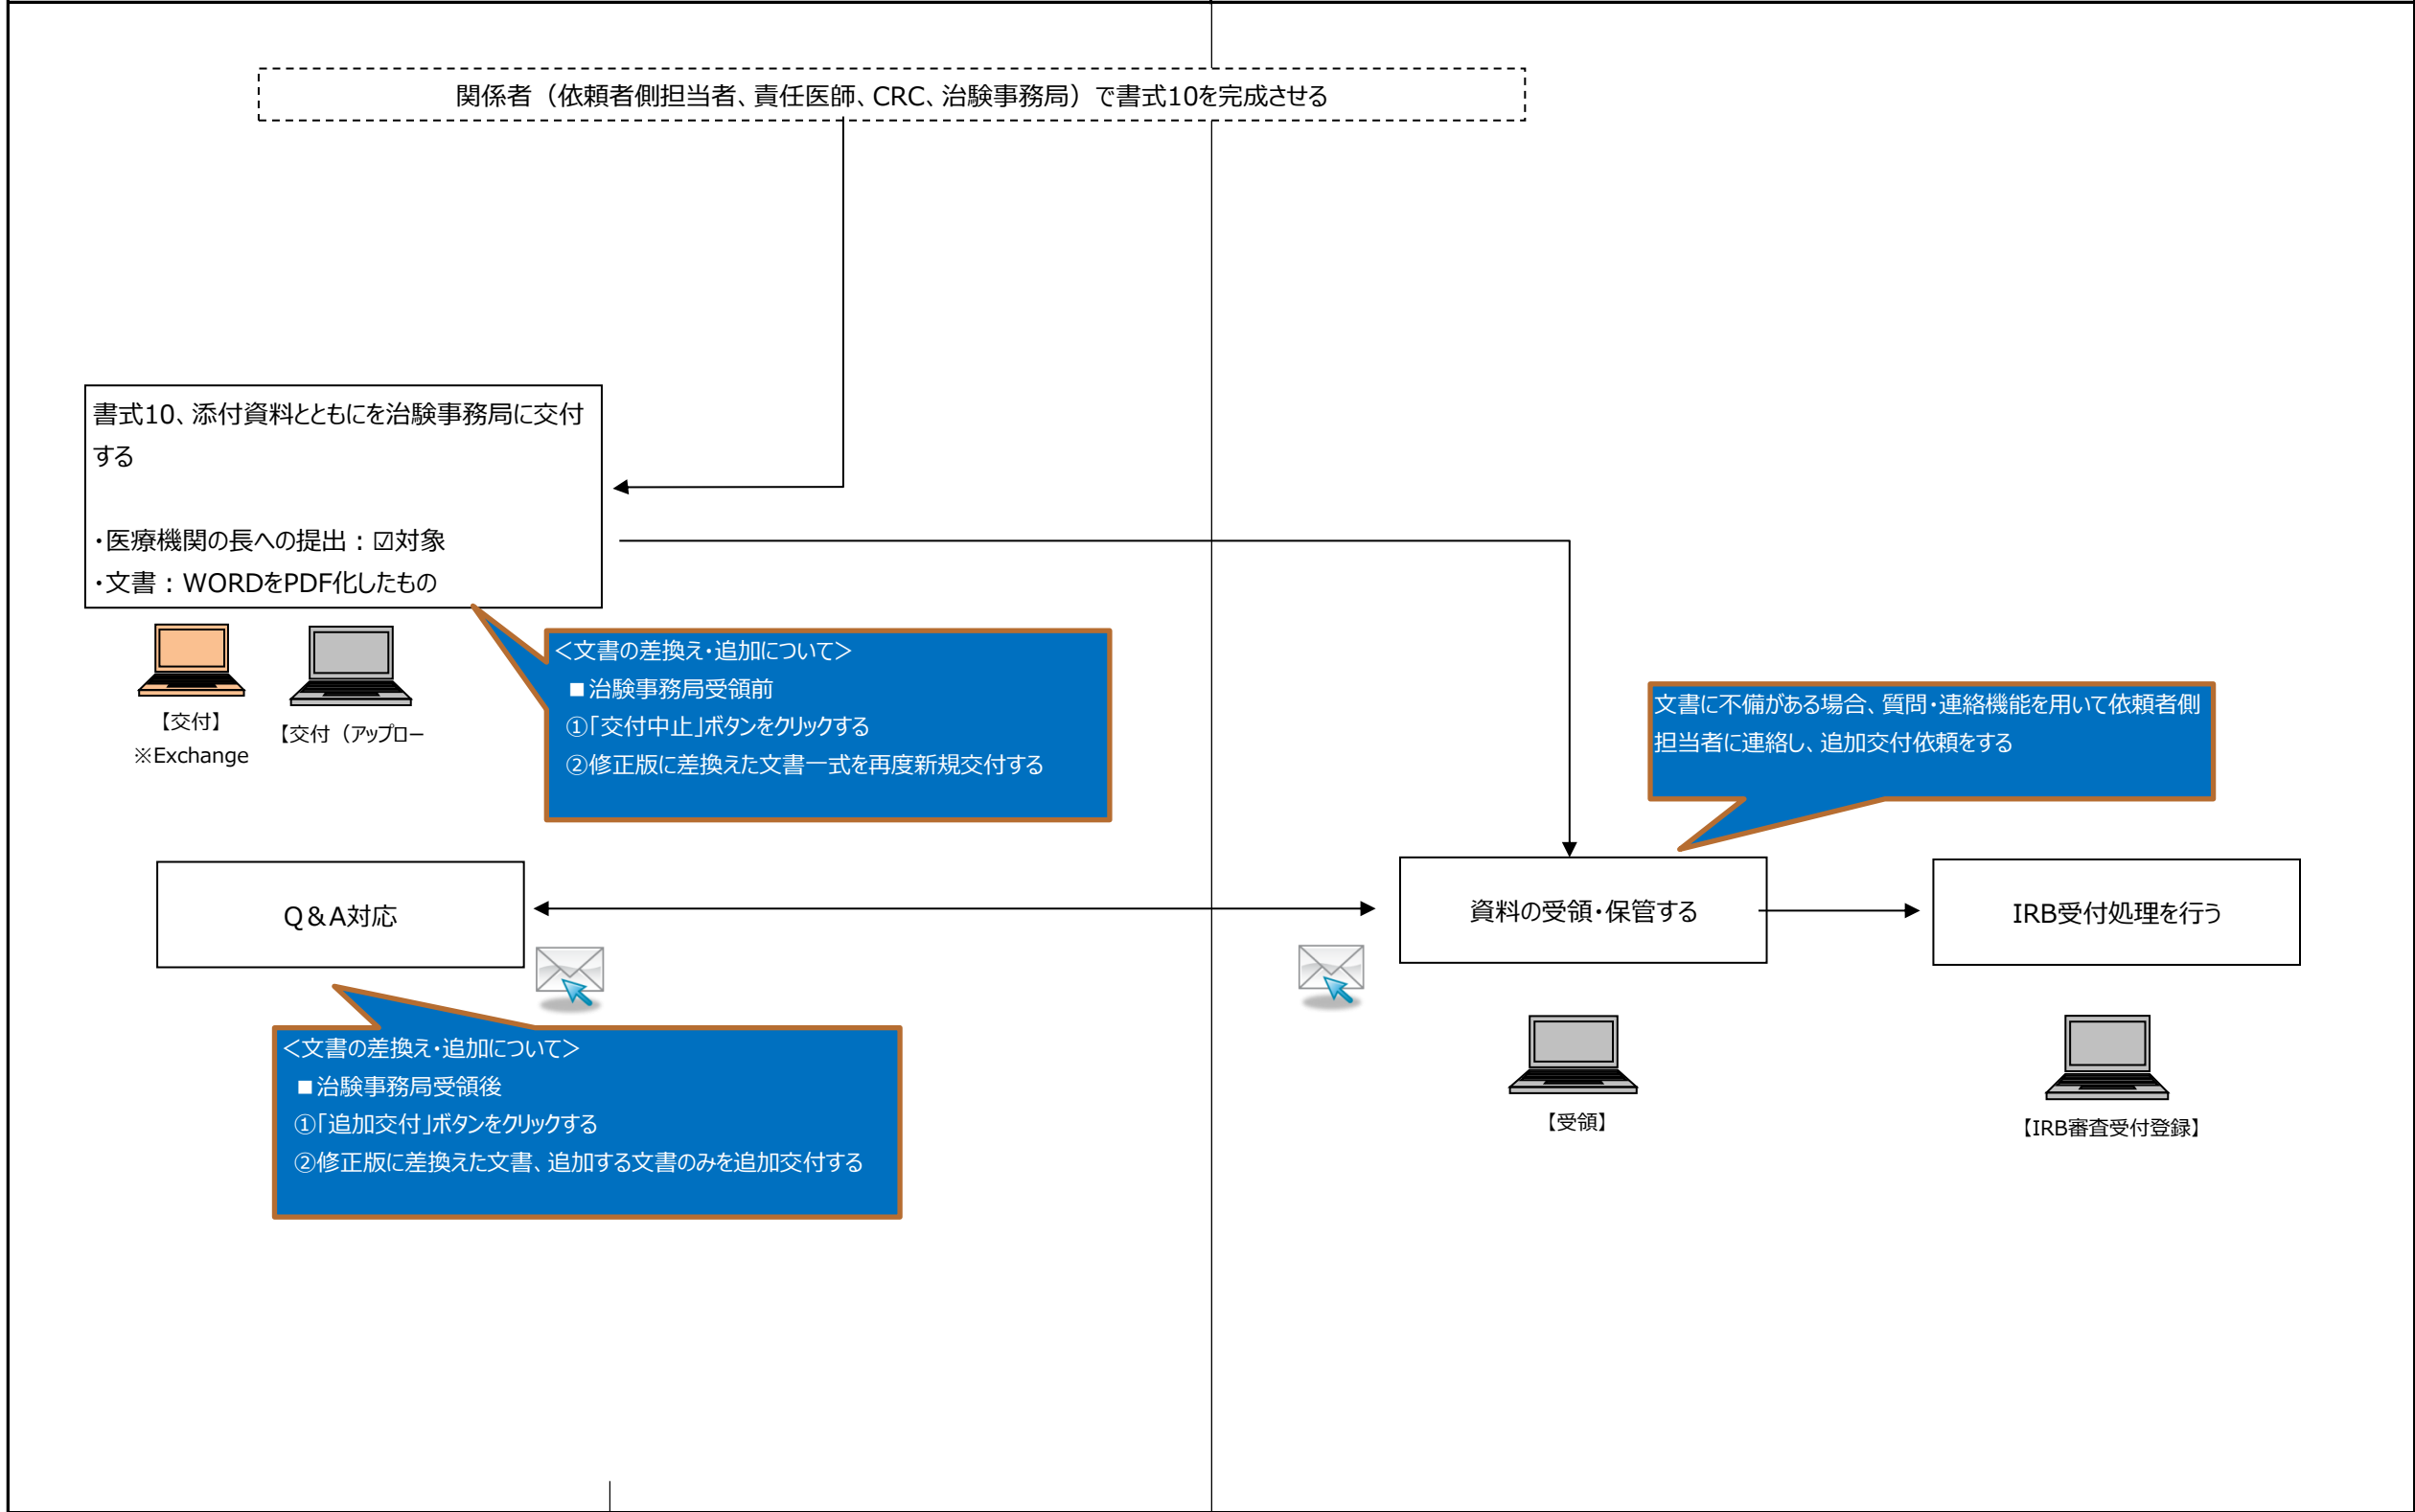 関係者（依頼者側担当者、責任医師、CRC、治験事務局）で書式10を完成させる
書式10、添付資料とともにを治験事務局に交付
する
・医療機関の長への提出：☑対象
・文書：WORDをPDF化したもの
【交付】
※Exchange
【交付（アップロー
＜文書の差換え・追加について＞
■治験事務局受領前
①「交付中止」ボタンをクリックする
②修正版に差換えた文書一式を再度新規交付する
文書に不備がある場合、質問・連絡機能を用いて依頼者側
担当者に連絡し、追加交付依頼をする
Q＆A対応
資料の受領・保管する
IRB受付処理を行う
＜文書の差換え・追加について＞
■治験事務局受領後
①「追加交付」ボタンをクリックする
②修正版に差換えた文書、追加する文書のみを追加交付する
【受領】
【IRB審査受付登録】